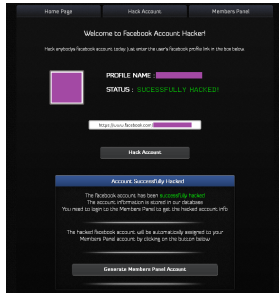 Home Page Hack Account Members Panel
Welcome to Facebook Account Hacker!
Hack anybodys facebook account today just enter the user's facebook profile link in the box below.
PROFILE NAME :
STATUS : SUCESSFULLY HACKED!
https://www.facebook.com/
Hack Account
Account Successfully Hacked
The facebook account has been successfully hacked
The account information is stored in our database
You need to login to the Members Panel to get the hacked account info
The hacked facebook account will be automatically assigned to your
Members Panel account by clicking on the button below
Generate Members Panel Account